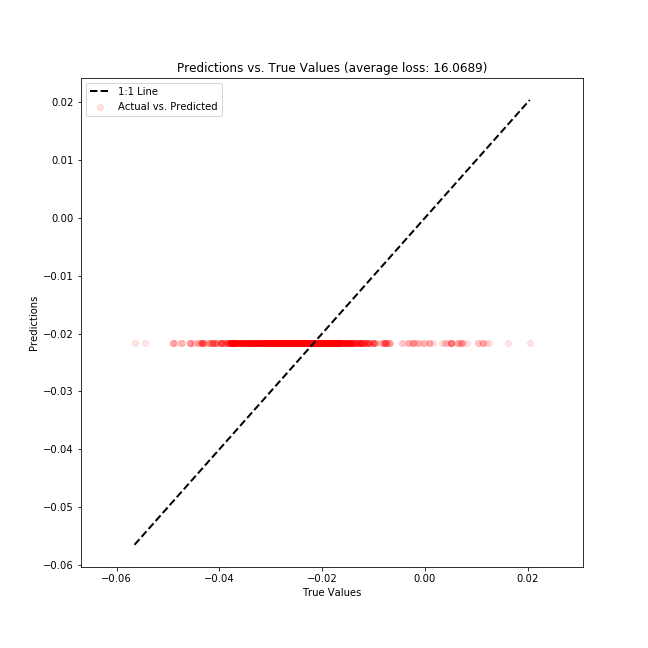 Predictions vs. True Values (average loss: 16.0689)
1:1 Line
Actual vs. Predicted
0.02
0.01
0.00
−0.01
−0.02
−0.03
−0.04
−0.05
−0.06
Predictions
−0.06 −0.04 −0.02 0.00 0.02
True Values